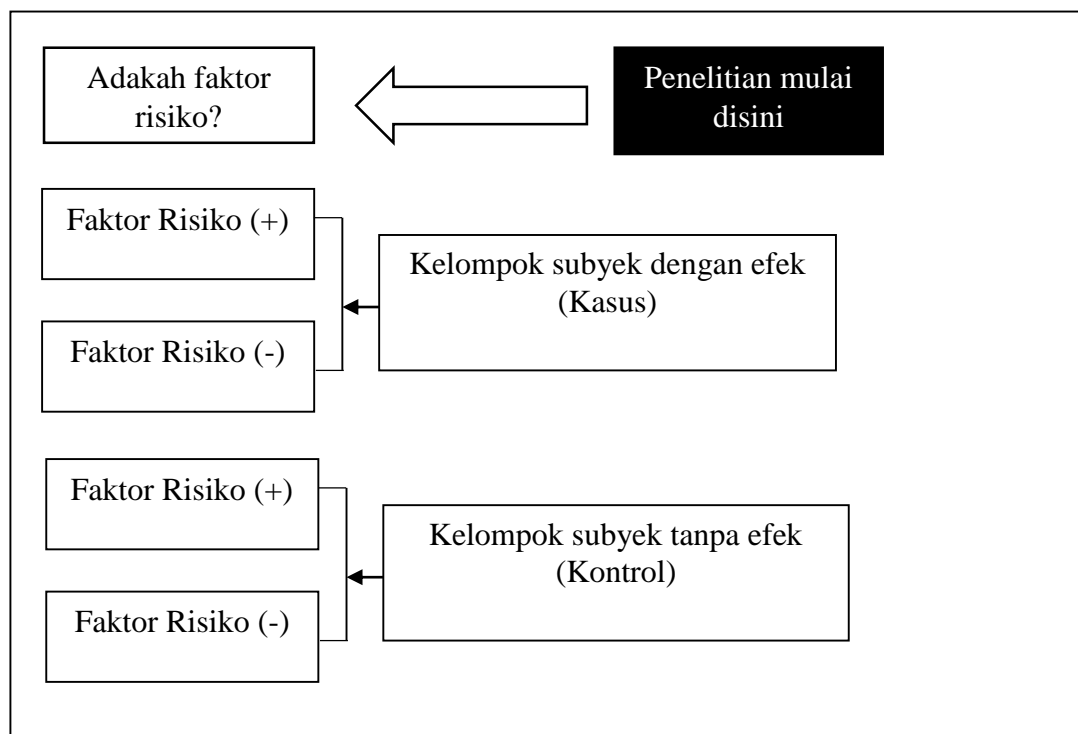 Adakah faktor
risiko?
Penelitian mulai
disini
Faktor Risiko (+)
Kelompok subyek dengan efek
(Kasus)
Faktor Risiko (-)
Faktor Risiko (+)
Kelompok subyek tanpa efek
(Kontrol)
Faktor Risiko (-)